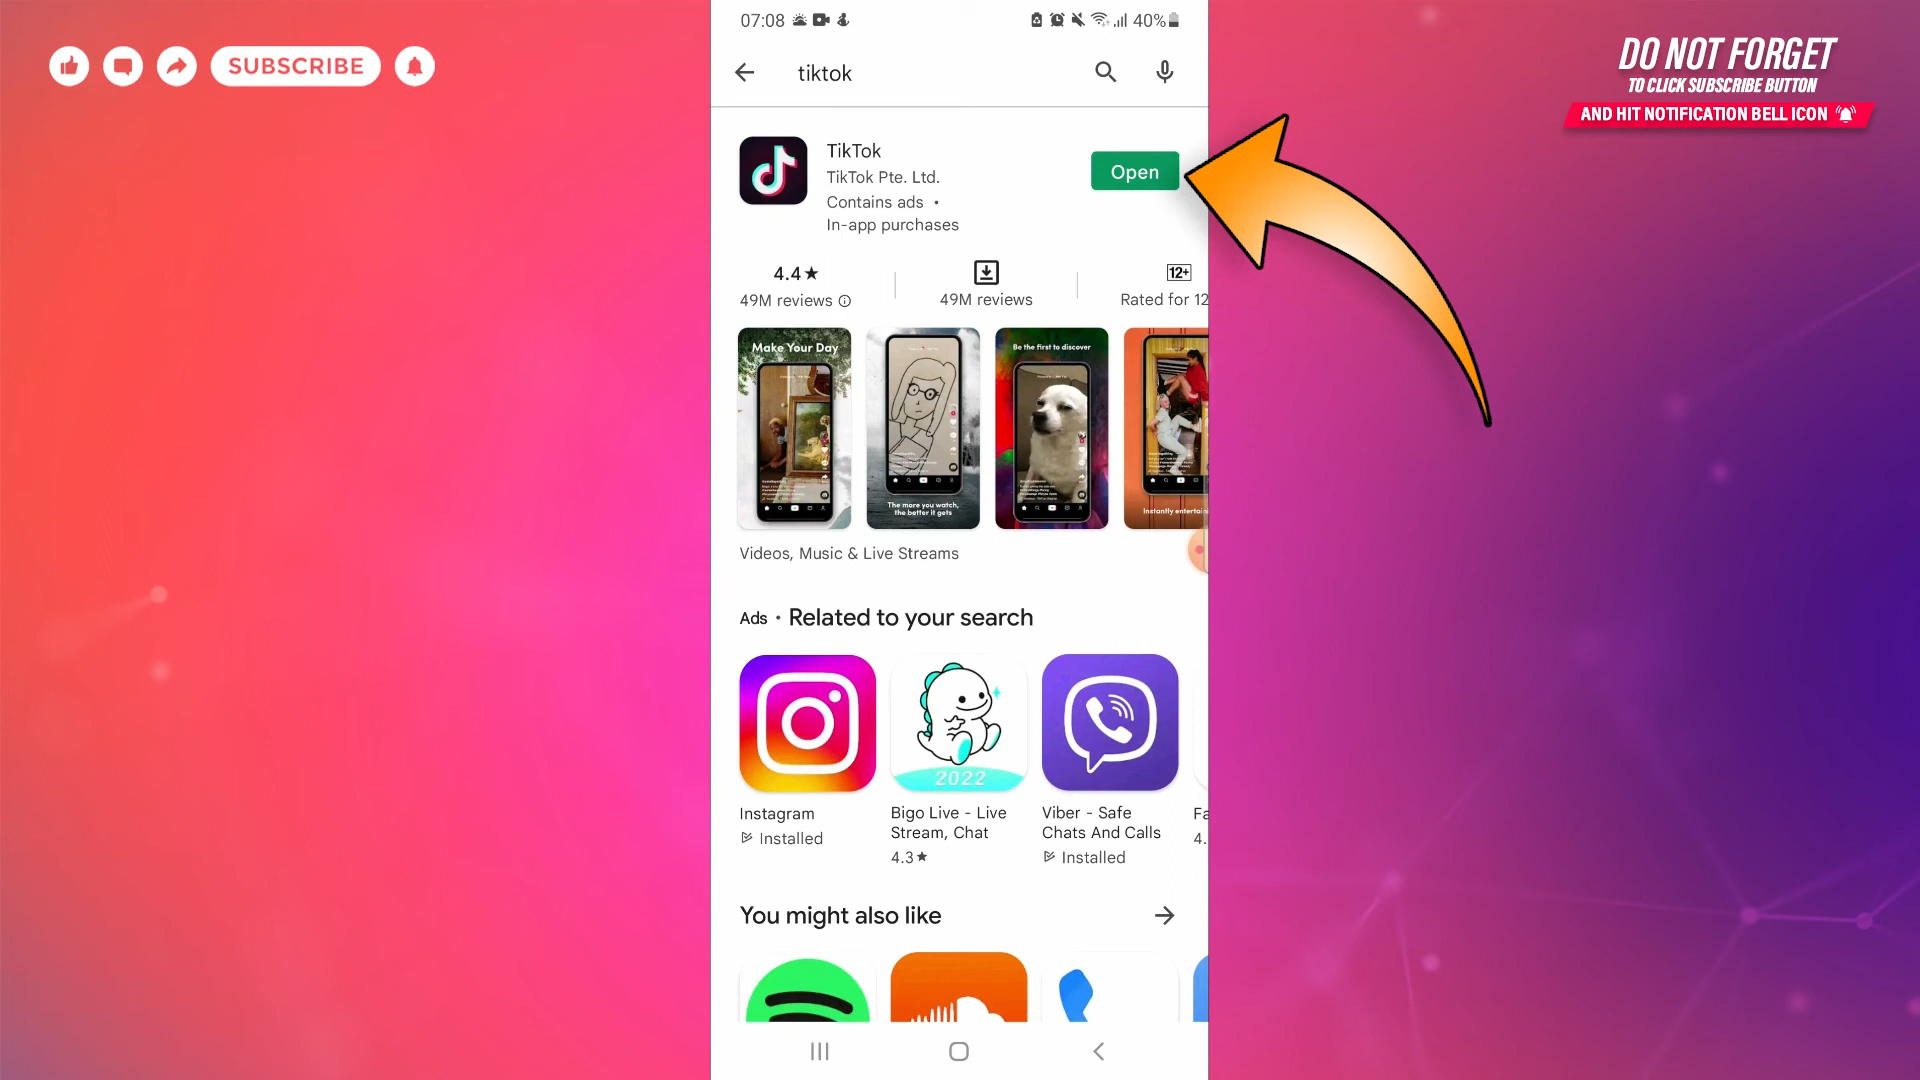 SUBSCRIBE
DO NOT FORGET
TO CLICK SUBSCRIBE BUTTON
AND HIT NOTIFICATION BELL ICON
07:08
40%
tiktok
TikTok
TikTok Pte. Ltd.
Contains ads •
In-app purchases
Open
4.4★
49M reviews
49M reviews
12+
Rated for 12
Make Your Day
The more you watch,
the better it gets
Be the first to discover
Instantly entertai
Videos, Music & Live Streams
Ads • Related to your search
2022
Instagram
Installed
Bigo Live - Live
Stream, Chat
4.3★
Viber - Safe
Chats And Calls
Installed
Fa
4.
You might also like